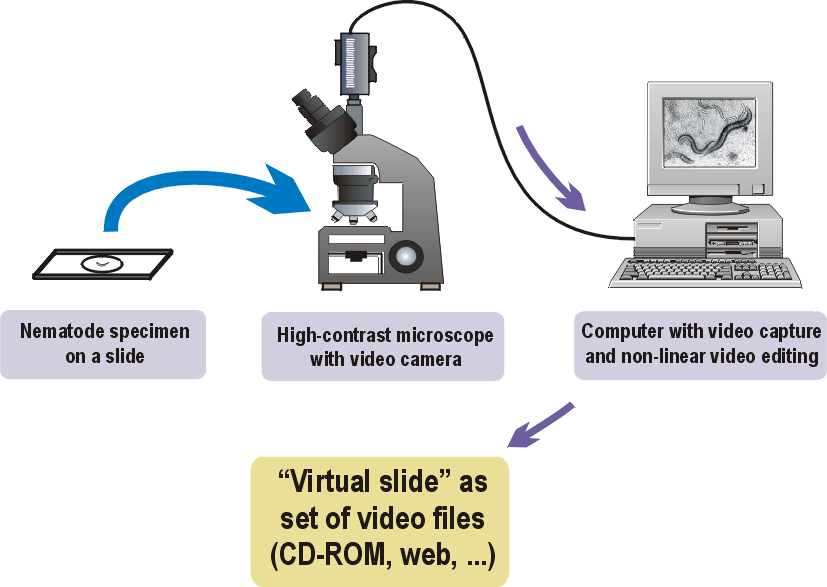 Nematode specimen
on a slide
High-contrast microscope
with video camera
Computer with video capture
and non-linear video editing
“Virtual slide” as
set of video files
(CD-ROM, web, ...)